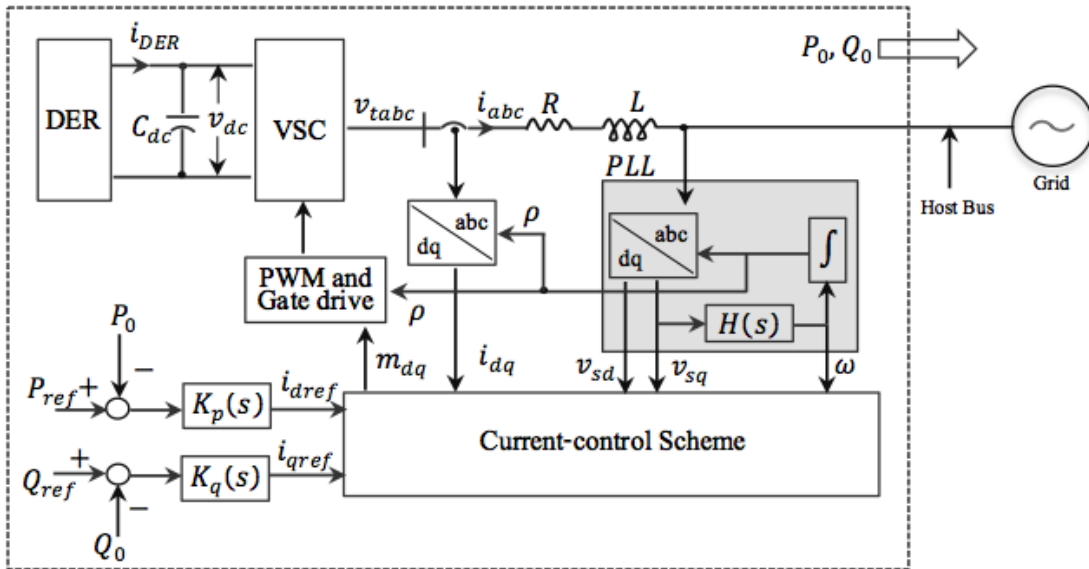 i_DER
P_0, Q_0
DER
C_dc
v_dc
VSC
v_tabc
i_abc
R
L
PLL
Grid
Host Bus
abc
dq
ρ
abc
dq
∫
PWM and
Gate drive
ρ
H(s)
P_0
m_dq
i_dq
v_sd
v_sq
ω
P_ref
+
−
K_p(s)
i_dref
Current-control Scheme
Q_ref
+
−
K_q(s)
i_qref
Q_0